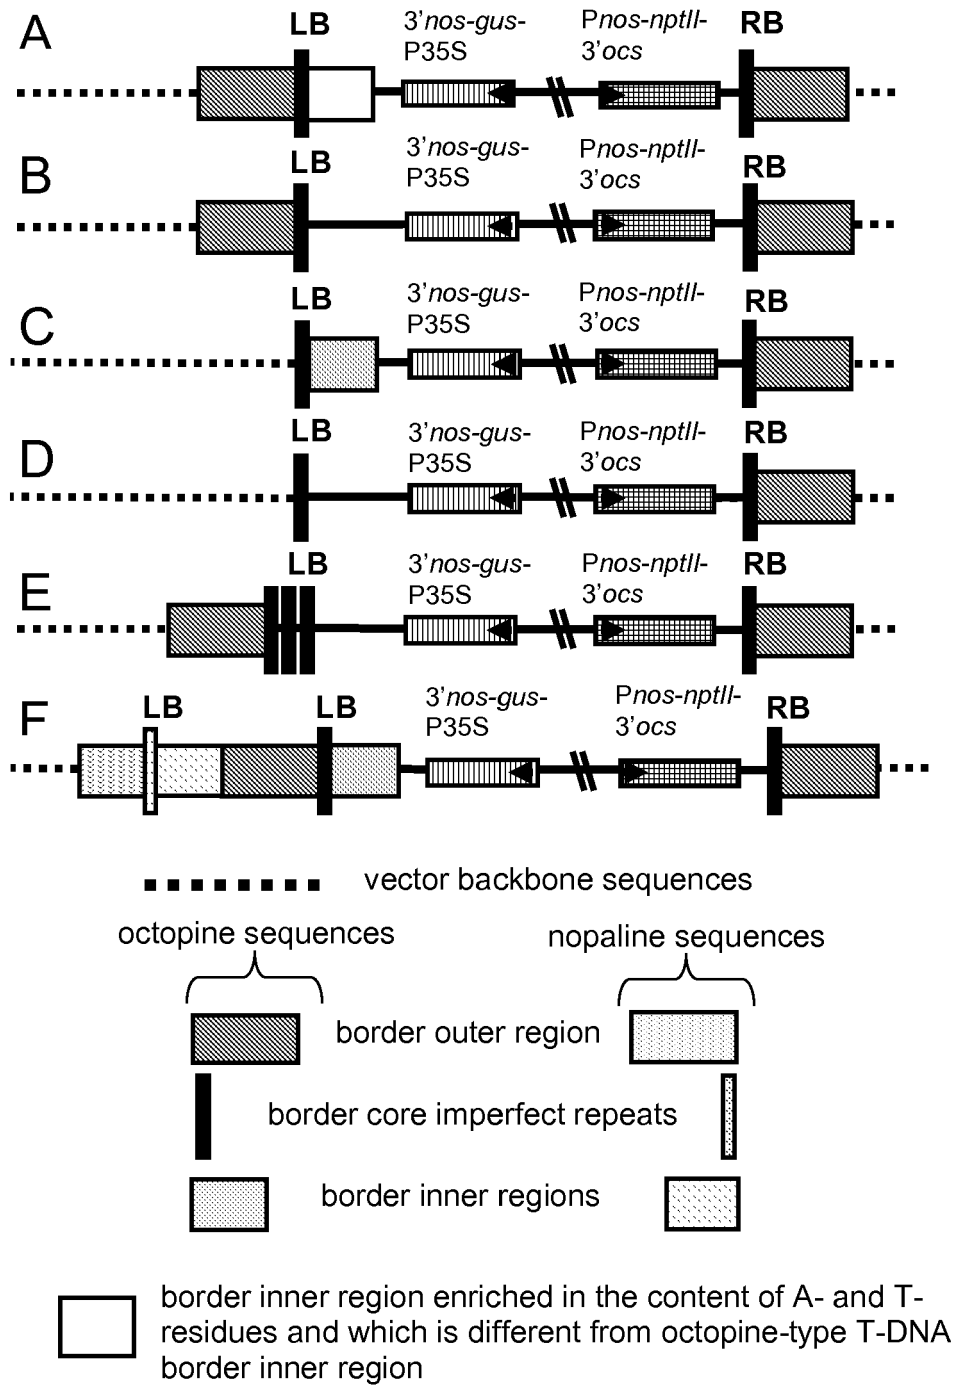 A
LB
3’nos-gus-
P35S
Pnos-nptII-
3’ocs
RB
B
LB
3’nos-gus-
P35S
Pnos-nptII-
3’ocs
RB
C
LB
3’nos-gus-
P35S
Pnos-nptII-
3’ocs
RB
D
LB
3’nos-gus-
P35S
Pnos-nptII-
3’ocs
RB
E
LB
3’nos-gus-
P35S
Pnos-nptII-
3’ocs
RB
F
LB
LB
3’nos-gus-
P35S
Pnos-nptII-
3’ocs
RB
vector backbone sequences
octopine sequences
nopaline sequences
border outer region
border core imperfect repeats
border inner regions
border inner region enriched in the content of A- and T-
residues and which is different from octopine-type T-DNA
border inner region